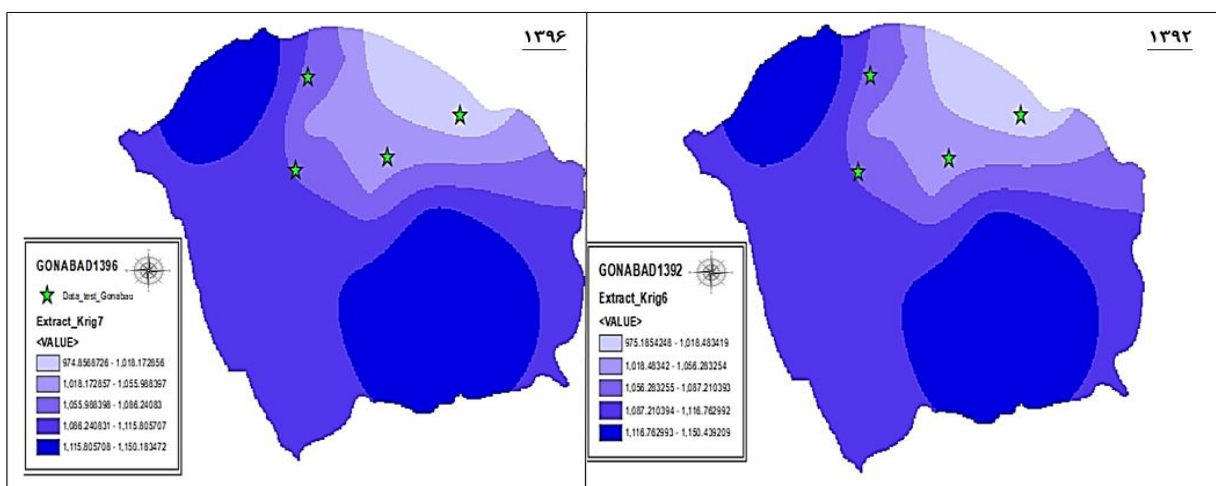 ۱۳۹۶
GONABAD1396
Data_test_Gonabau
Extract_Krig7
<VALUE>
974.8568726 - 1,018.172856
1,018.172857 - 1,055.988397
1,055.988398 - 1,086.24083
1,086.240831 - 1,115.805707
1,115.805708 - 1,150.183472
۱۳۹۲
GONABAD1392
Extract_Krig6
<VALUE>
975.1854248 - 1,018.483419
1,018.48342 - 1,056.283254
1,056.283255 - 1,087.210393
1,087.210394 - 1,116.762992
1,116.762993 - 1,150.439209